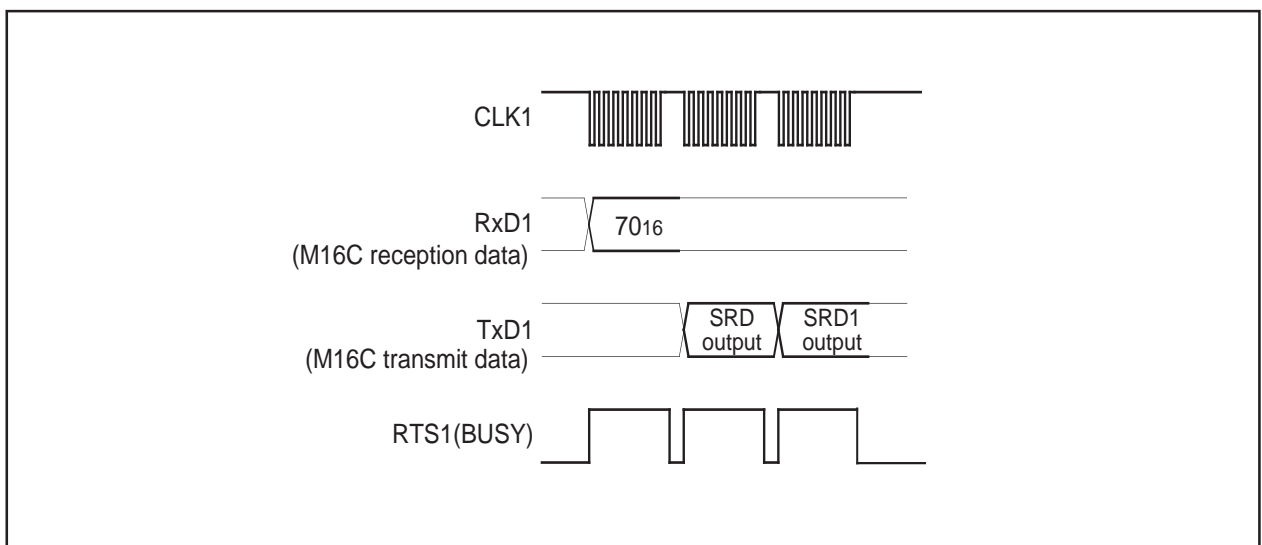 CLK1
RxD1
(M16C reception data)
7016
TxD1
(M16C transmit data)
SRD
output
SRD1
output
RTS1(BUSY)